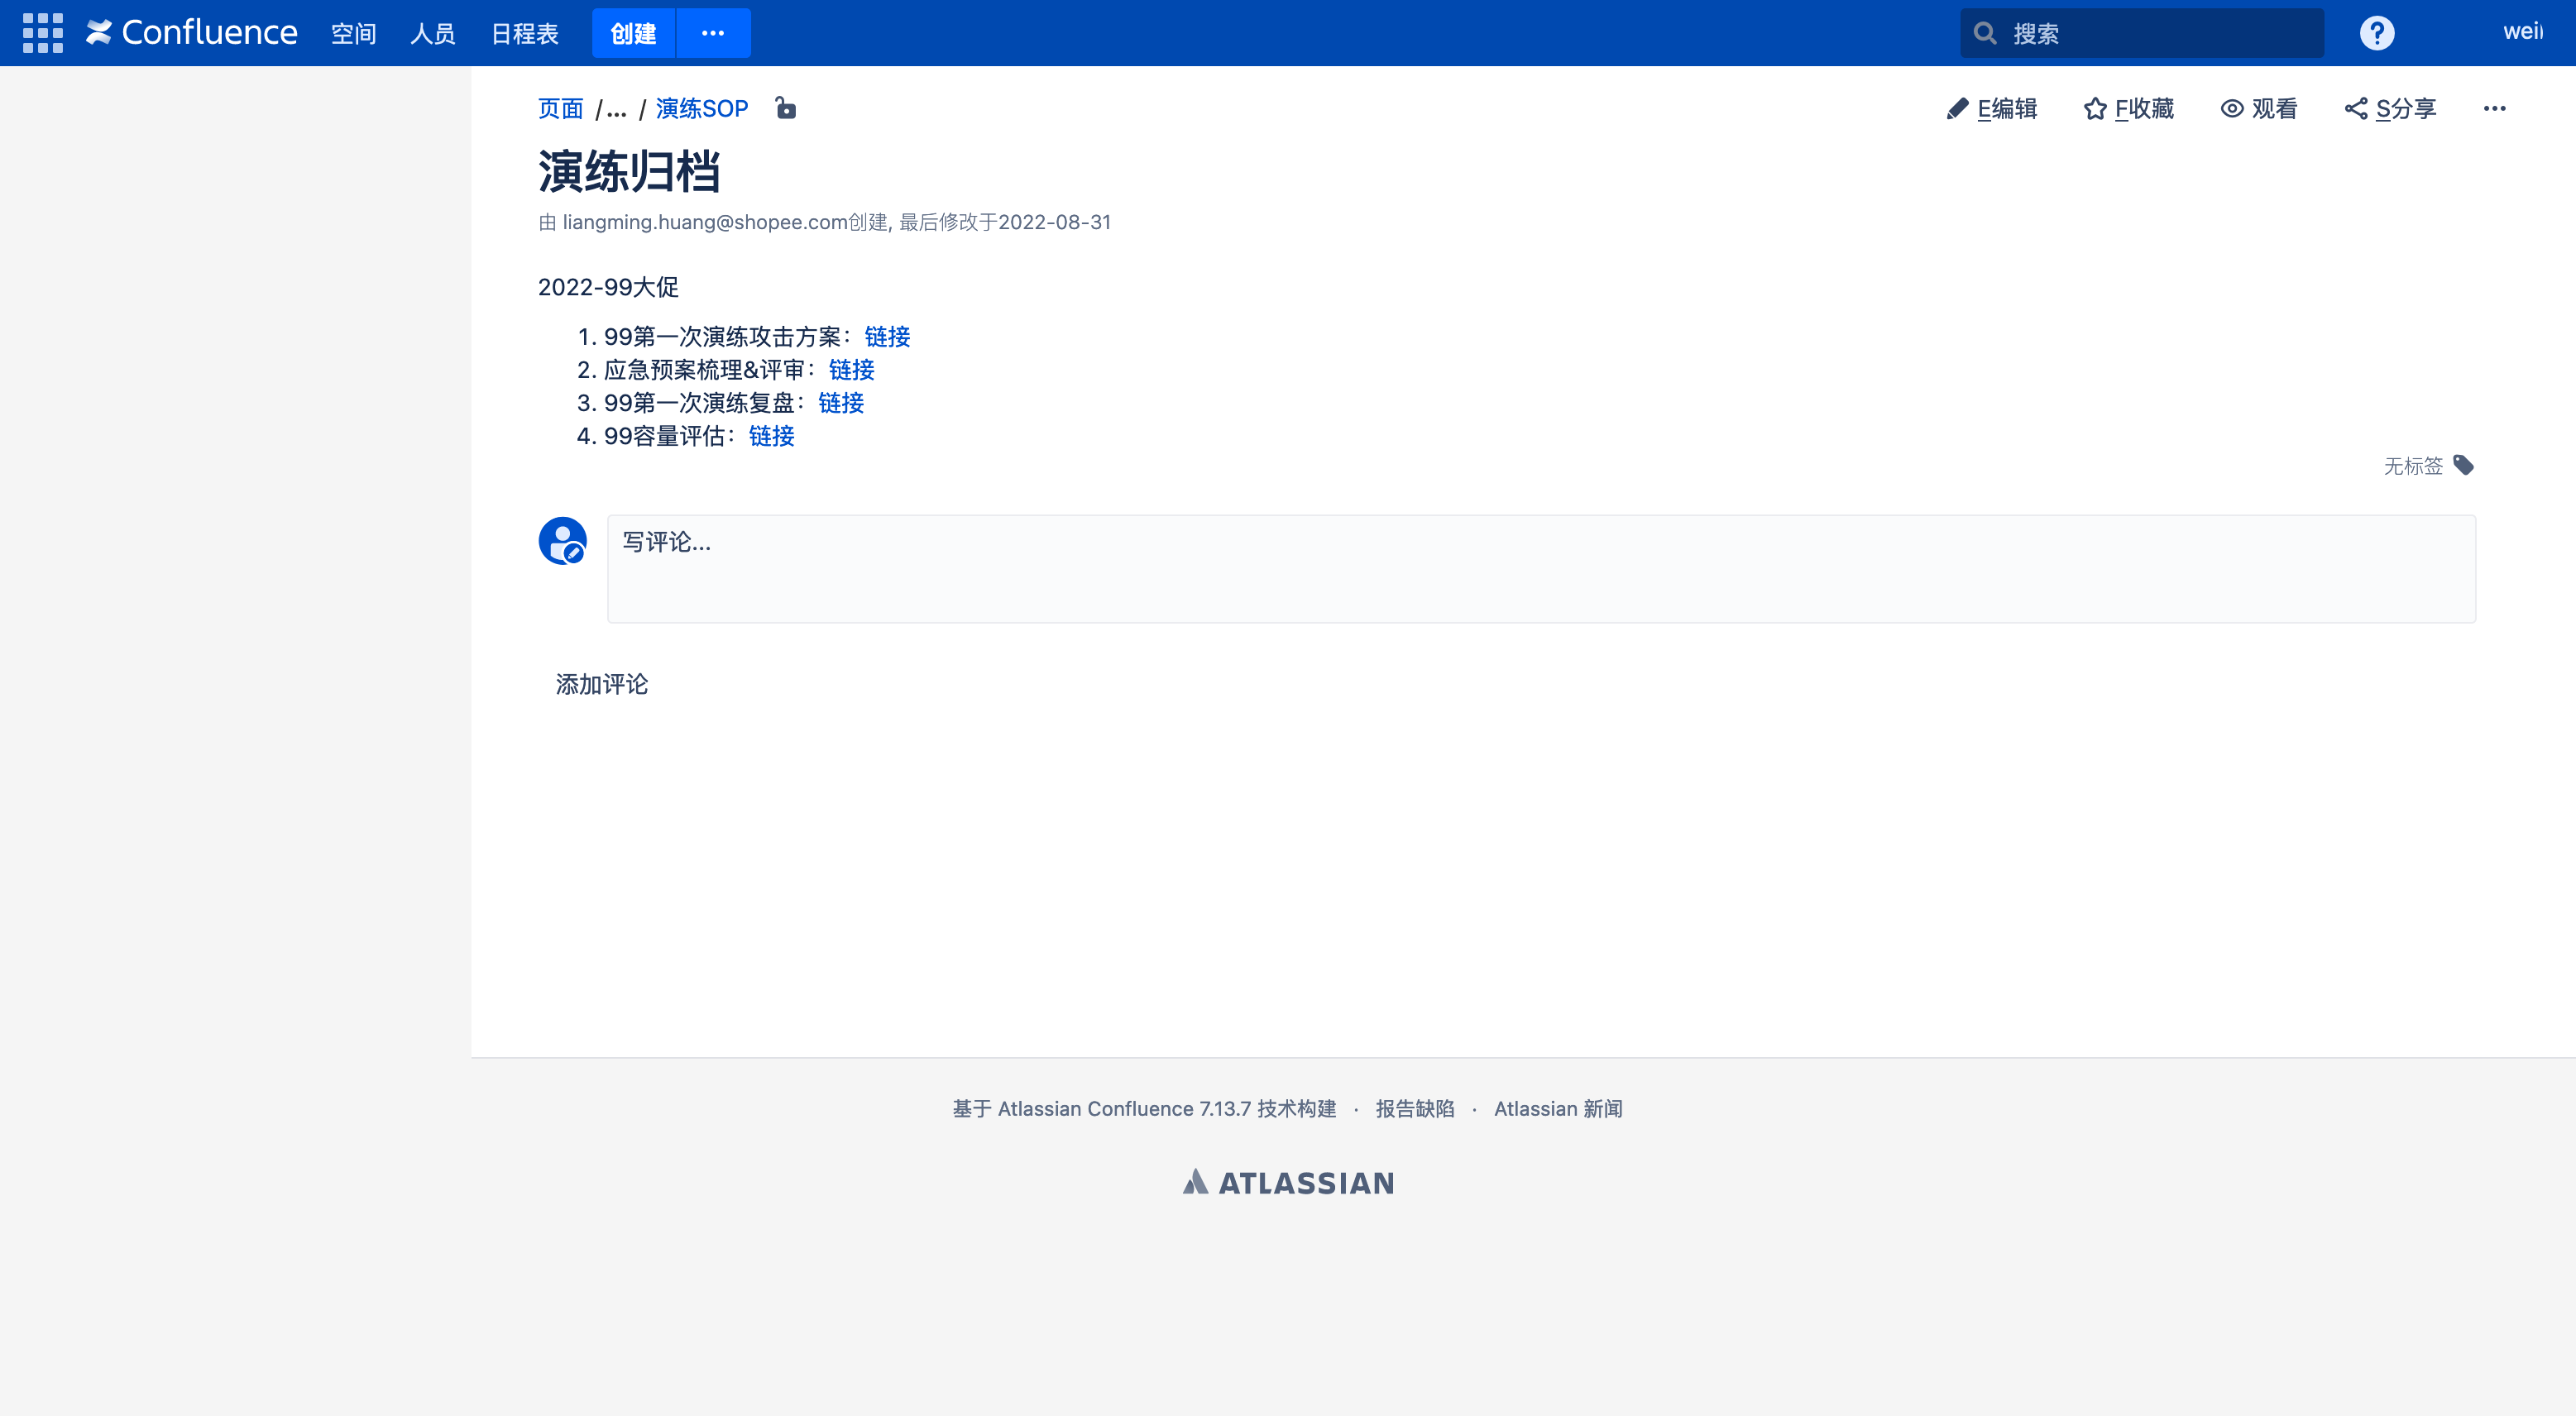 Confluence 空间 人员 日程表 创建 ··· 搜索 ?
页面 /... / 演练SOP E编辑 F收藏 观看 S分享 ···
演练归档
由 liangming.huang@shopee.com创建, 最后修改于2022-08-31
2022-99大促
1. 99第一次演练攻击方案：链接
2. 应急预案梳理&评审：链接
3. 99第一次演练复盘：链接
4. 99容量评估：链接
无标签
写评论...
添加评论
基于 Atlassian Confluence 7.13.7 技术构建 · 报告缺陷 · Atlassian 新闻
ATLASSIAN